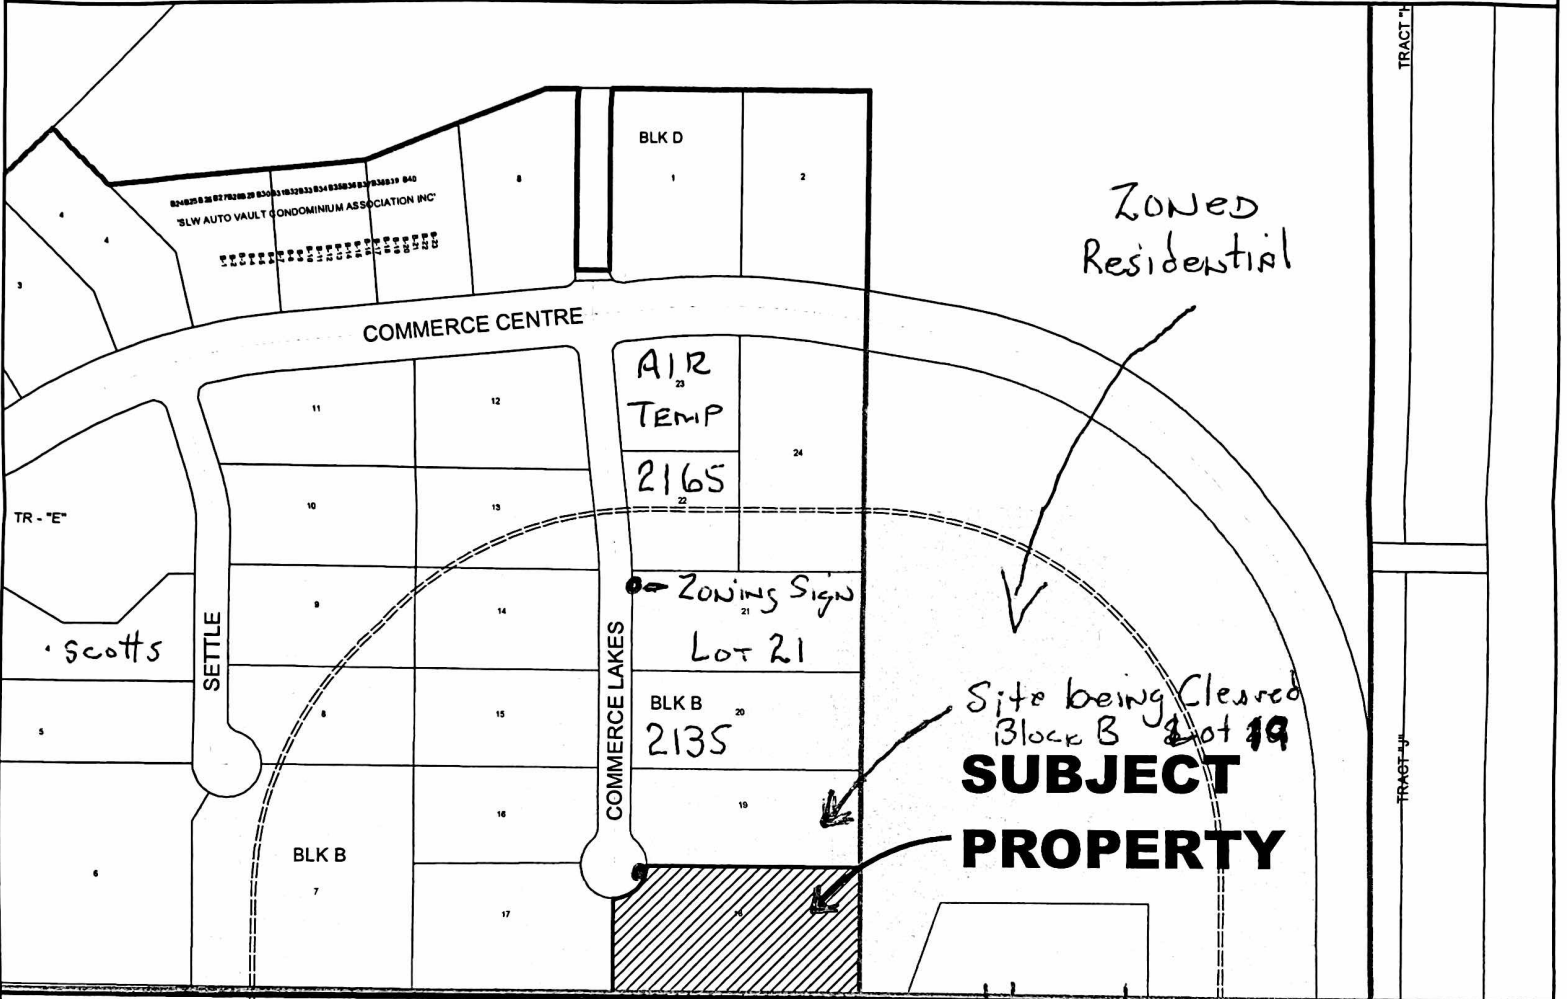 TRACT "H
BLK D
1
2
8
'SLW AUTO VAULT CONDOMINIUM ASSOCIATION INC'
4
4
3
ZONED
Residential
COMMERCE CENTRE
AIR
23
TEMP
11
12
24
2165
22
10
13
TR - "E"
Zoning Sign
21
9
14
SETTLE
4 Scotts
LOT 21
COMMERCE LAKES
Site being Cleared
Block B Lot 19
BLK B
20
2135
8
15
5
SUBJECT
PROPERTY
TRACT "J"
19
16
BLK B
7
6
17
18